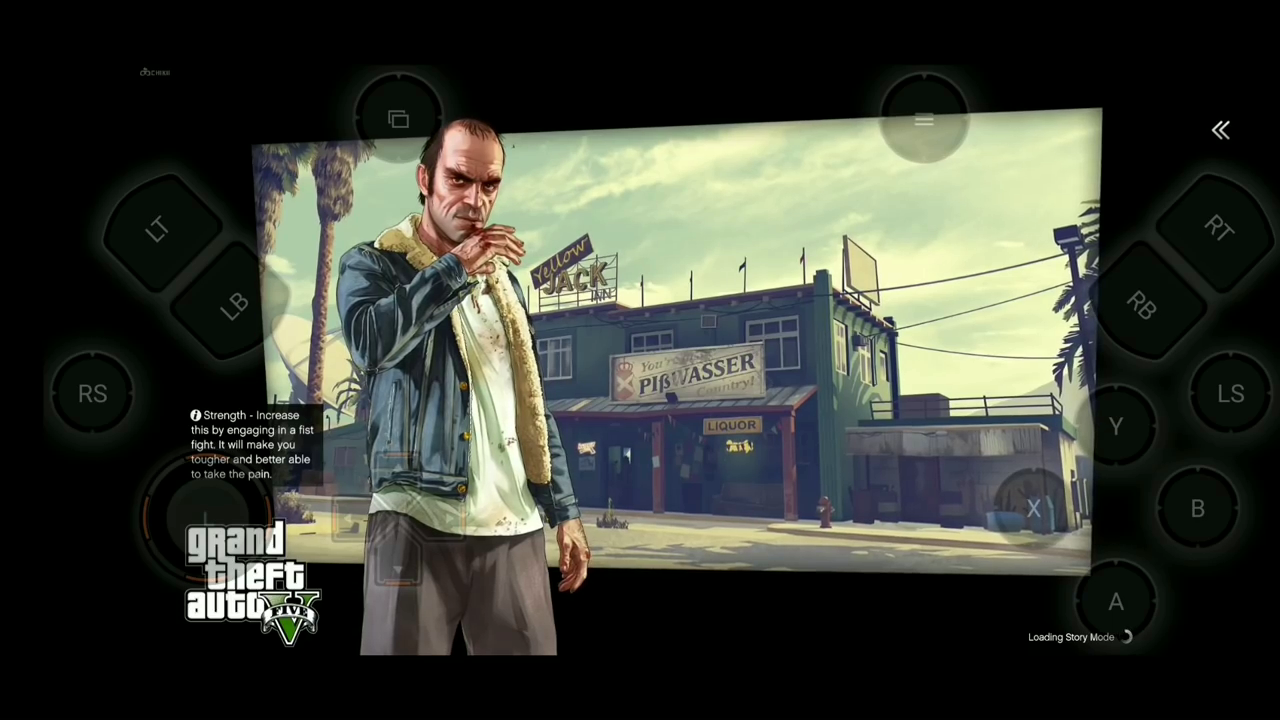 CHIKII
LT
RT
LB
RB
Yellow
JACK
INN
You're in
PIßWASSER
Country!
RS
LS
LIQUOR
Y
Strength - Increase
this by engaging in a fist
fight. It will make you
tougher and better able
to take the pain.
X
B
L
grand
theft
auto
V
FIVE
A
Loading Story Mode